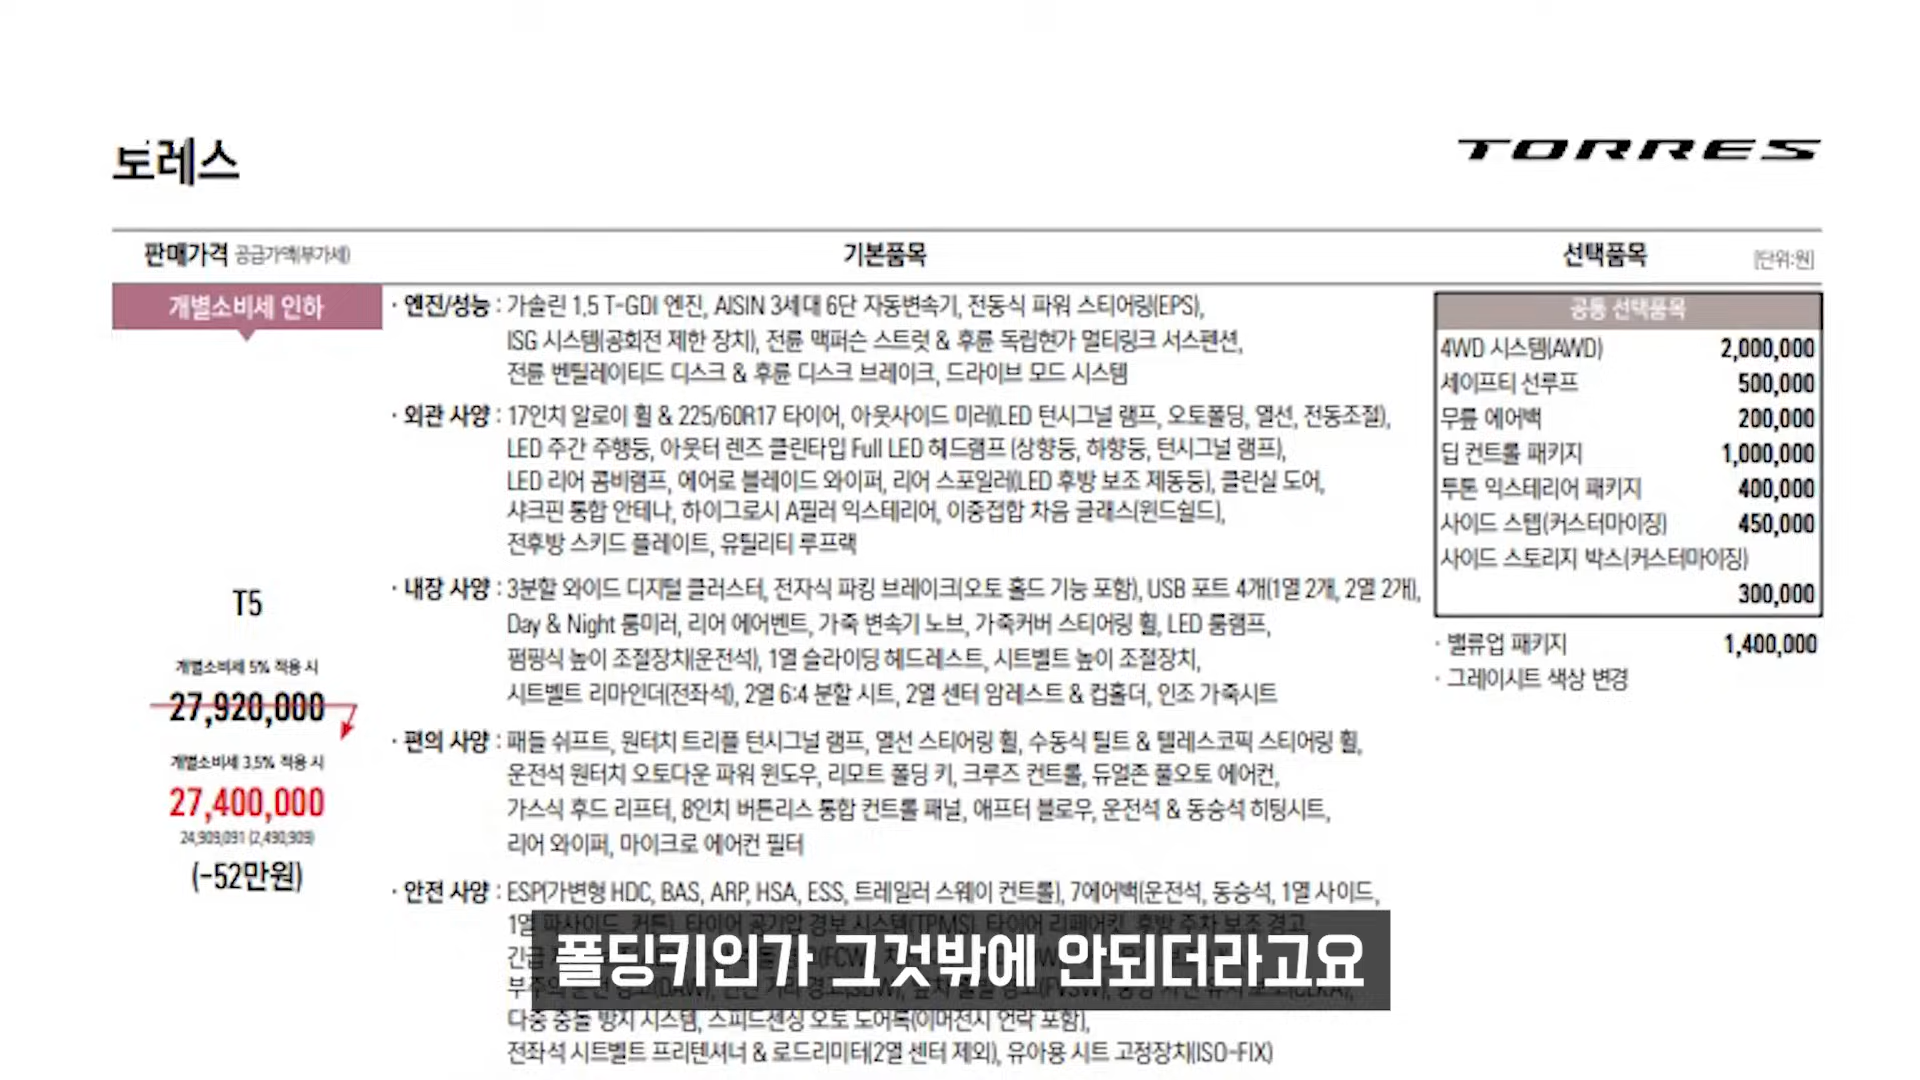 토레스
TORRES
판매가격 공급가액(부가세)
기본품목
선택품목
[단위:원]
개별소비세 인하
T5
개별소비세 5% 적용 시
27,920,000
개별소비세 3.5% 적용 시
27,400,000
24,909,091 (2,490,909)
(-52만원)
· 엔진/성능 : 가솔린 1.5 T-GDI 엔진, AISIN 3세대 6단 자동변속기, 전동식 파워 스티어링(EPS),
ISG 시스템(공회전 제한 장치), 전륜 맥퍼슨 스트럿 & 후륜 독립현가 멀티링크 서스펜션,
전륜 벤틸레이티드 디스크 & 후륜 디스크 브레이크, 드라이브 모드 시스템
· 외관 사양 : 17인치 알로이 휠 & 225/60R17 타이어, 아웃사이드 미러(LED 턴시그널 램프, 오토폴딩, 열선, 전동조절),
LED 주간 주행등, 아웃터 렌즈 클린타입 Full LED 헤드램프 (상향등, 하향등, 턴시그널 램프),
LED 리어 콤비램프, 에어로 블레이드 와이퍼, 리어 스포일러(LED 후방 보조 제동등), 클린실 도어,
샤크핀 통합 안테나, 하이그로시 A필러 익스테리어, 이중접합 차음 글래스(윈드쉴드),
전후방 스키드 플레이트, 유틸리티 루프랙
· 내장 사양 : 3분할 와이드 디지털 클러스터, 전자식 파킹 브레이크(오토 홀드 기능 포함), USB 포트 4개(1열 2개, 2열 2개),
Day & Night 룸미러, 리어 에어벤트, 가죽 변속기 노브, 가죽커버 스티어링 휠, LED 룸램프,
펌핑식 높이 조절장치(운전석), 1열 슬라이딩 헤드레스트, 시트벨트 높이 조절장치,
시트벨트 리마인더(전좌석), 2열 6:4 분할 시트, 2열 센터 암레스트 & 컵홀더, 인조 가죽시트
· 편의 사양 : 패들 쉬프트, 원터치 트리플 턴시그널 램프, 열선 스티어링 휠, 수동식 틸트 & 텔레스코픽 스티어링 휠,
운전석 원터치 오토다운 파워 윈도우, 리모트 폴딩 키, 크루즈 컨트롤, 듀얼존 풀오토 에어컨,
가스식 후드 리프터, 8인치 버튼리스 통합 컨트롤 패널, 애프터 블로우, 운전석 & 동승석 히팅시트,
리어 와이퍼, 마이크로 에어컨 필터
· 안전 사양 : ESP(가변형 HDC, BAS, ARP, HSA, ESS, 트레일러 스웨이 컨트롤), 7에어백(운전석, 동승석, 1열 사이드,
1열 파사이드, 커튼), 타이어 공기압 경보 시스템(TPMS), 타이어 리페어킷, 후방 주차 보조 경고
긴급
다중 충돌 방지 시스템, 스피드센싱 오토 도어록(이머전시 언락 포함),
전좌석 시트벨트 프리텐셔너 & 로드리미터(2열 센터 제외), 유아용 시트 고정장치(ISO-FIX)
공통 선택품목
4WD 시스템(AWD) 2,000,000
세이프티 선루프 500,000
무릎 에어백 200,000
딥 컨트롤 패키지 1,000,000
투톤 익스테리어 패키지 400,000
사이드 스텝(커스터마이징) 450,000
사이드 스토리지 박스(커스터마이징)
300,000
· 밸류업 패키지 1,400,000
· 그레이시트 색상 변경
폴딩키인가 그것밖에 안되더라고요